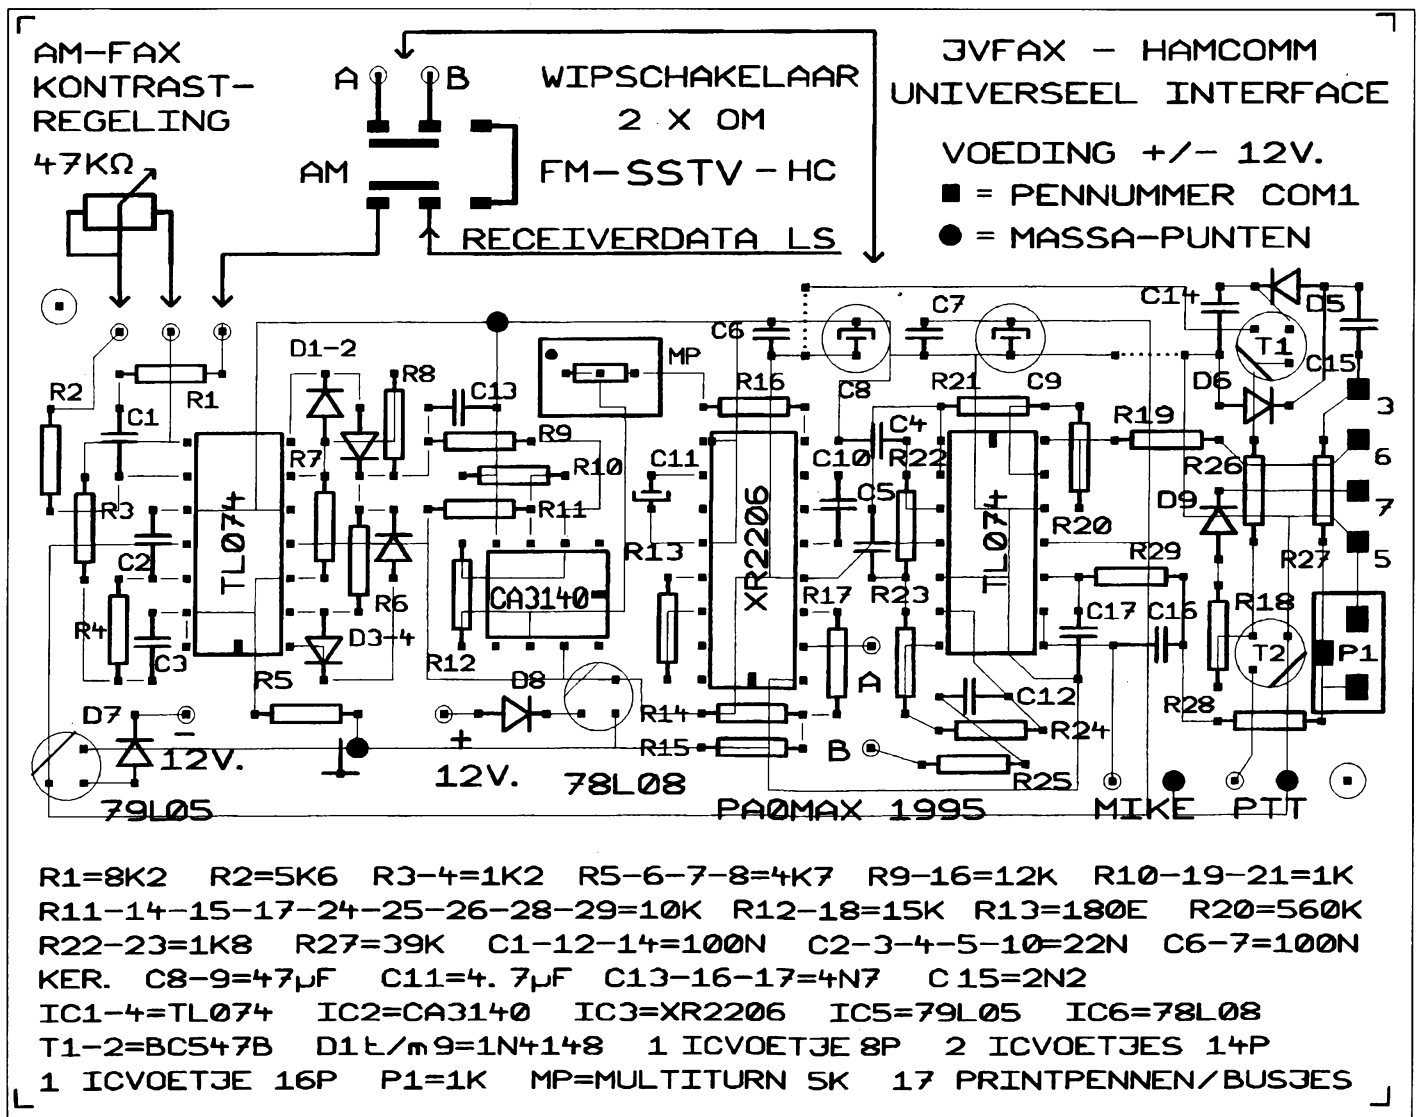 AM-FAX
KONTRAST-
REGELING
47KΩ
A
B
AM
WIPSCHAKELAAR
2 X OM
FM-SSTV-HC
RECEIVERDATA LS
JVFAX - HAMCOMM
UNIVERSEEL INTERFACE
VOEDING +/- 12V.
■ = PENNUMMER COM1
● = MASSA-PUNTEN
R2
R1
C1
R3
C2
R4
C3
TL074
D1-2
R8
R7
C13
R9
R10
R11
R6
D3-4
R5
R12
CA3140
MP
C6
C8
C7
C9
R16
R21
C11
R13
XR2206
C10
C4
R22
C5
R17
R23
TL074
R20
R19
C14
D5
T1
C15
D6
3
6
7
5
R26
D9
R27
R29
C17
C16
R18
T2
P1
R28
C12
R24
R25
A
B
R14
R15
D8
D7
-
12V.
79L05
+
12V.
78L08
PA0MAX 1995
MIKE
PTT
R1=8K2 R2=5K6 R3-4=1K2 R5-6-7-8=4K7 R9-16=12K R10-19-21=1K
R11-14-15-17-24-25-26-28-29=10K R12-18=15K R13=180E R20=560K
R22-23=1K8 R27=39K C1-12-14=100N C2-3-4-5-10=22N C6-7=100N
KER. C8-9=47µF C11=4.7µF C13-16-17=4N7 C15=2N2
IC1-4=TL074 IC2=CA3140 IC3=XR2206 IC5=79L05 IC6=78L08
T1-2=BC547B D1t/m9=1N4148 1 ICVOETJE 8P 2 ICVOETJES 14P
1 ICVOETJE 16P P1=1K MP=MULTITURN 5K 17 PRINTPENNEN/BUSJES